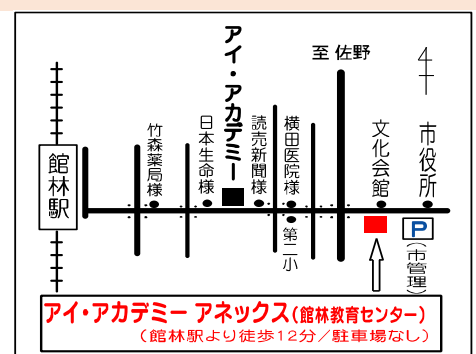 アイ・アカデミー
至 佐野
4
竹森薬局様
日本生命様
読売新聞様
横田医院様
文化会館
市役所
館林駅
第二小
P
(市管理)
アイ・アカデミー アネックス(館林教育センター)
(館林駅より徒歩12分/駐車場なし)